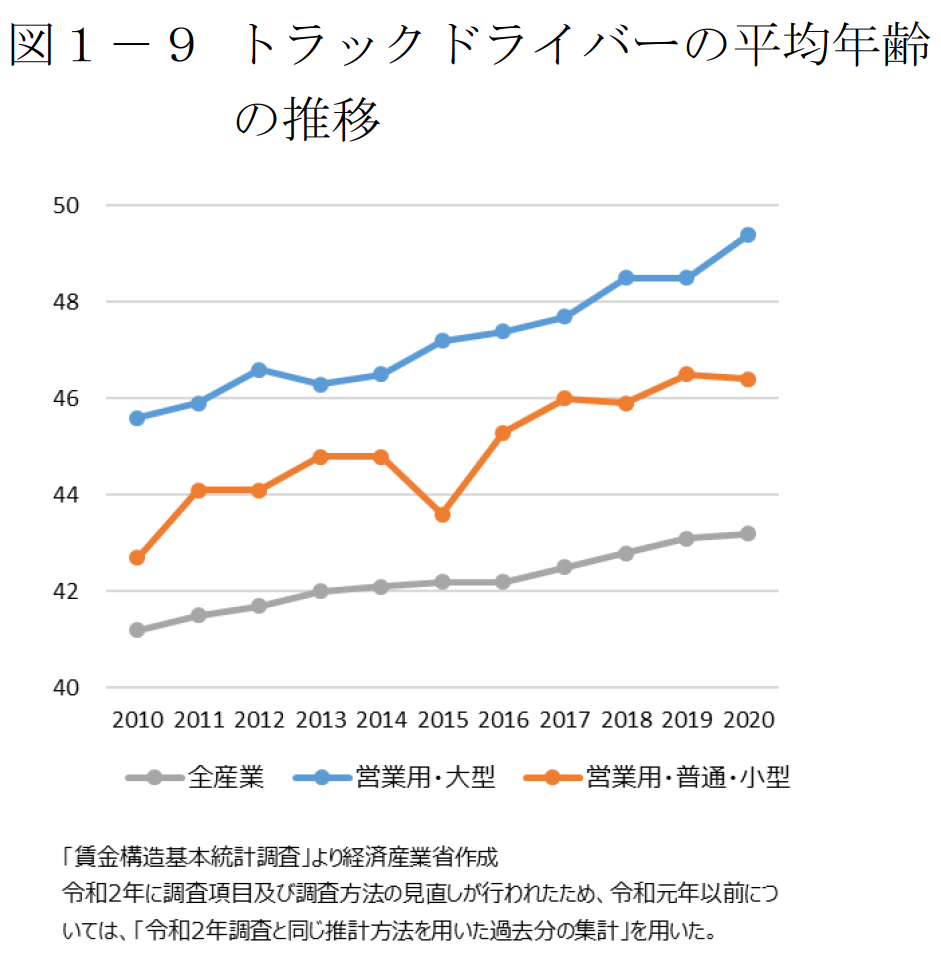 図１－９ トラックドライバーの平均年齢
の推移
50
48
46
44
42
40
2010 2011 2012 2013 2014 2015 2016 2017 2018 2019 2020
全産業 営業用・大型 営業用・普通・小型
「賃金構造基本統計調査」より経済産業省作成
令和2年に調査項目及び調査方法の見直しが行われたため、令和元年以前につ
いては、「令和2年調査と同じ推計方法を用いた過去分の集計」を用いた。